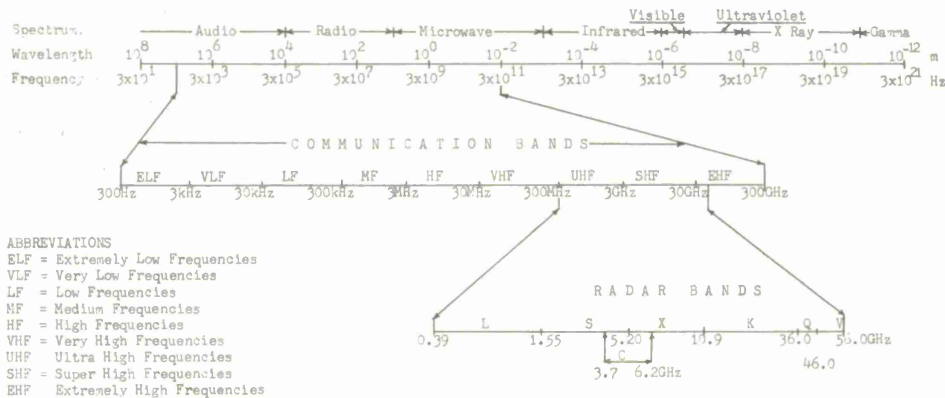 Visible Ultraviolet
Spectrum. Audio Radio Microwave Infrared X Ray Gamma
Wavelength 10^8 10^6 10^4 10^2 10^0 10^-2 10^-4 10^-6 10^-8 10^-10 10^-12 m
Frequency 3x10^1 3x10^3 3x10^5 3x10^7 3x10^9 3x10^11 3x10^13 3x10^15 3x10^17 3x10^19 3x10^21 Hz
COMMUNICATION BANDS
ELF VLF LF MF HF VHF UHF SHF EHF
300Hz 3kHz 30kHz 300kHz 3MHz 30MHz 300MHz 3GHz 30GHz 300GHz
ABBREVIATIONS
ELF = Extremely Low Frequencies
VLF = Very Low Frequencies
LF = Low Frequencies
MF = Medium Frequencies
HF = High Frequencies
VHF = Very High Frequencies
UHF Ultra High Frequencies
SHF = Super High Frequencies
EHF Extremely High Frequencies
RADAR BANDS
L S X K Q V
0.39 1.55 5.20 10.9 36.0 56.0GHz
C 46.0
3.7 6.2GHz